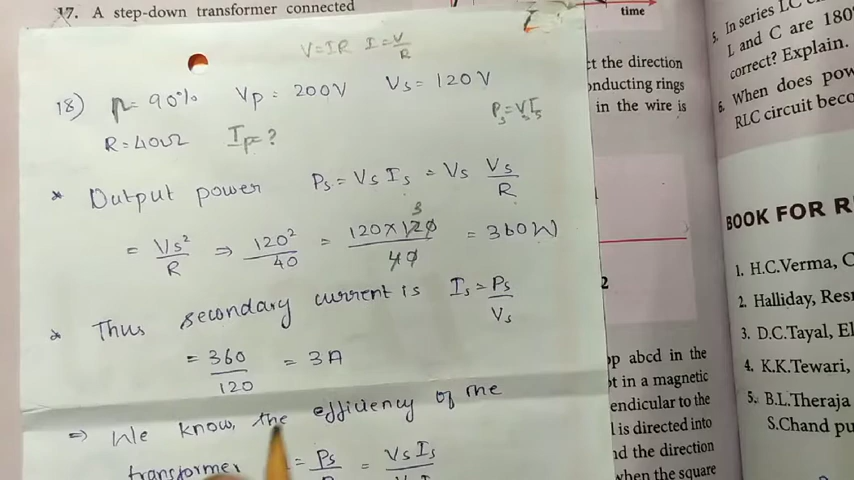 17. A step-down transformer connected
V=IR I=V/R
18) η=90% Vp = 200V Vs = 120V
R=40Ω Ip=?
Ps=VsIs
* Output power Ps = Vs Is = Vs Vs/R
= Vs²/R ⇒ 120²/40 = 120×120/40 = 360W
3
* Thus secondary current is Is = Ps/Vs
= 360/120 = 3A
⇒ We know, the efficiency of the
transformer = Ps = Vs Is
time
ct the direction
onducting rings
in the wire is
2
op abcd in the
ot in a magnetic
endicular to the
l is directed into
nd the direction
when the square
5. In series LC
L and C are 180°
correct? Explain.
6. When does pow
RLC circuit beco
BOOK FOR R
1. H.C.Verma, C
2. Halliday, Resn
3. D.C.Tayal, El
4. K.K.Tewari,
5. B.L.Theraja
S.Chand pu